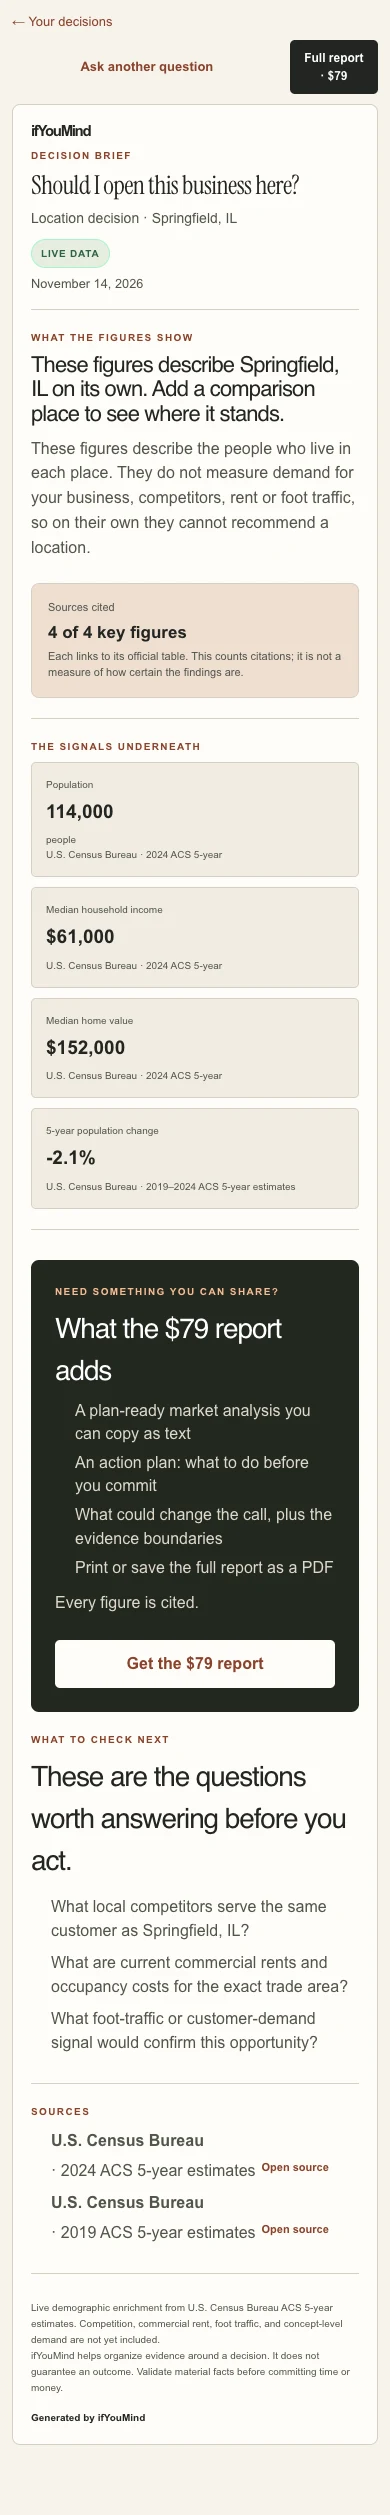 ← Your decisions
Ask another question
Full report
· $79
ifYouMind
DECISION BRIEF
Should I open this business here?
Location decision · Springfield, IL
LIVE DATA
November 14, 2026
WHAT THE FIGURES SHOW
These figures describe Springfield,
IL on its own. Add a comparison
place to see where it stands.
These figures describe the people who live in
each place. They do not measure demand for
your business, competitors, rent or foot traffic,
so on their own they cannot recommend a
location.
Sources cited
4 of 4 key figures
Each links to its official table. This counts citations; it is not a
measure of how certain the findings are.
THE SIGNALS UNDERNEATH
Population
114,000
people
U.S. Census Bureau · 2024 ACS 5-year
Median household income
$61,000
U.S. Census Bureau · 2024 ACS 5-year
Median home value
$152,000
U.S. Census Bureau · 2024 ACS 5-year
5-year population change
-2.1%
U.S. Census Bureau · 2019–2024 ACS 5-year estimates
NEED SOMETHING YOU CAN SHARE?
What the $79 report
adds
A plan-ready market analysis you
can copy as text
An action plan: what to do before
you commit
What could change the call, plus the
evidence boundaries
Print or save the full report as a PDF
Every figure is cited.
Get the $79 report
WHAT TO CHECK NEXT
These are the questions
worth answering before you
act.
What local competitors serve the same
customer as Springfield, IL?
What are current commercial rents and
occupancy costs for the exact trade area?
What foot-traffic or customer-demand
signal would confirm this opportunity?
SOURCES
U.S. Census Bureau
· 2024 ACS 5-year estimates Open source
U.S. Census Bureau
· 2019 ACS 5-year estimates Open source
Live demographic enrichment from U.S. Census Bureau ACS 5-year
estimates. Competition, commercial rent, foot traffic, and concept-level
demand are not yet included.
ifYouMind helps organize evidence around a decision. It does not
guarantee an outcome. Validate material facts before committing time or
money.
Generated by ifYouMind